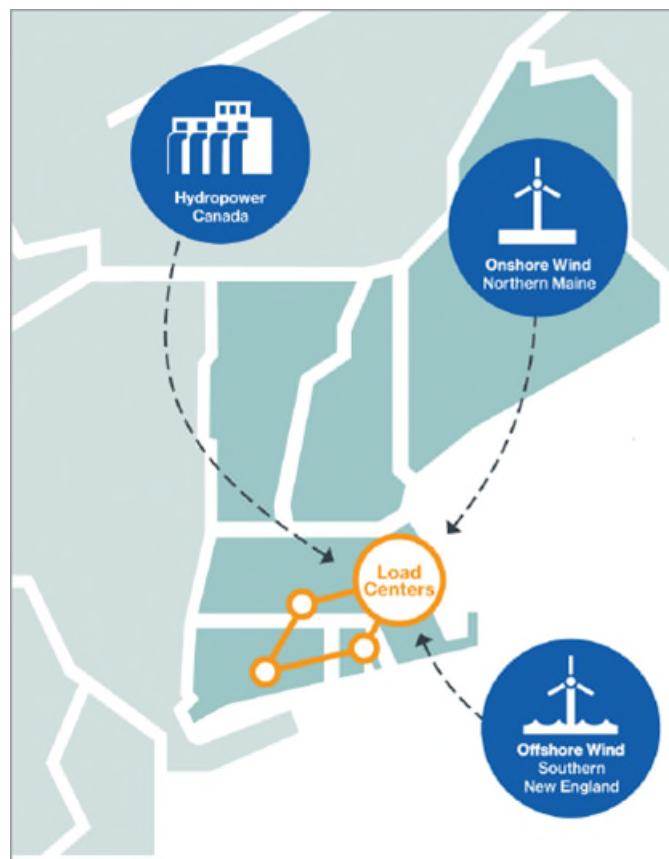 Hydropower
Canada
Onshore Wind
Northern Maine
Load
Centers
Offshore Wind
Southern
New England